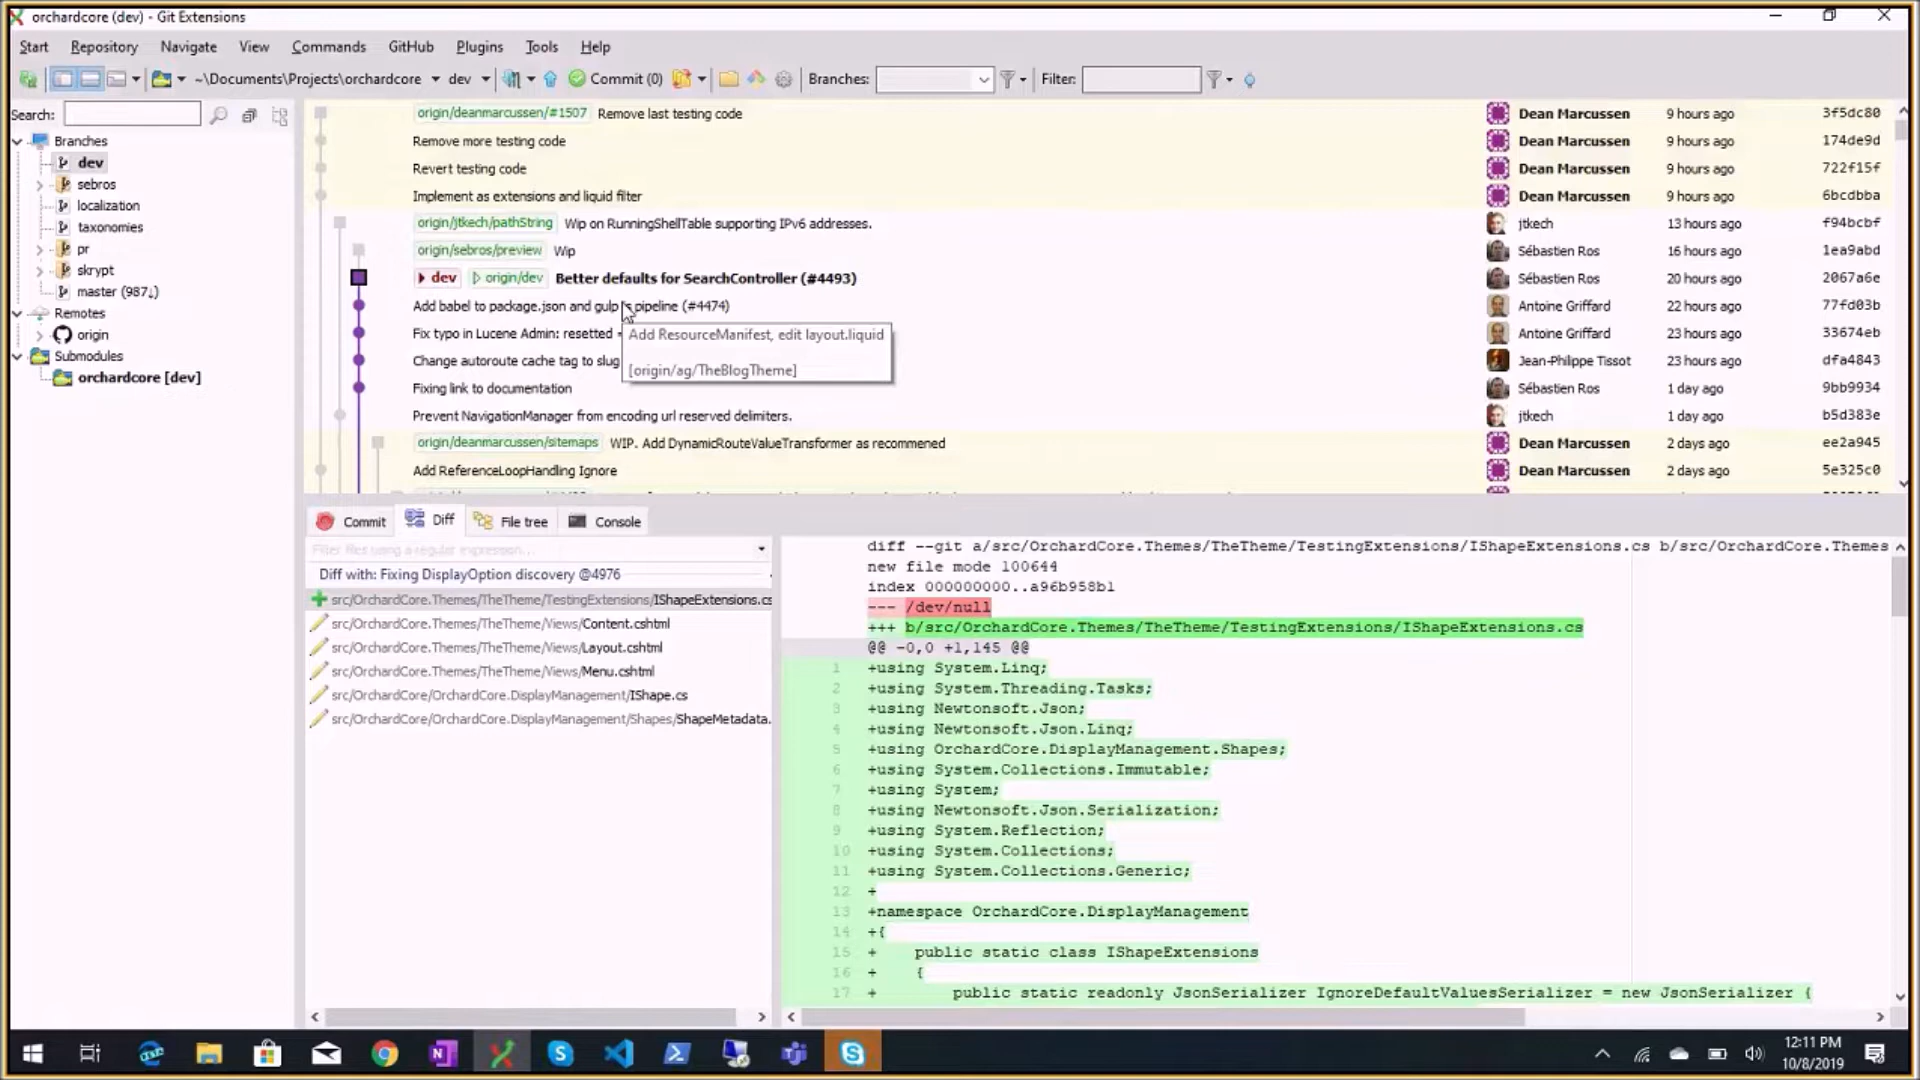 orchardcore (dev) - Git Extensions
Start Repository Navigate View Commands GitHub Plugins Tools Help
~\Documents\Projects\orchardcore dev Commit (0) Branches: Filter:
Search:
Branches
dev
sebros
localization
taxonomies
pr
skrypt
master (987↓)
Remotes
origin
Submodules
orchardcore [dev]
origin/deanmarcussen/#1507 Remove last testing code Dean Marcussen 9 hours ago 3f5dc80
Remove more testing code Dean Marcussen 9 hours ago 174de9d
Revert testing code Dean Marcussen 9 hours ago 722f15f
Implement as extensions and liquid filter Dean Marcussen 9 hours ago 6bcdbba
origin/jtkech/pathString Wip on RunningShellTable supporting IPv6 addresses. jtkech 13 hours ago f94bcbf
origin/sebros/preview Wip Sébastien Ros 16 hours ago 1ea9abd
dev origin/dev Better defaults for SearchController (#4493) Sébastien Ros 20 hours ago 2067a6e
Add babel to package.json and gulp pipeline (#4474) Antoine Griffard 22 hours ago 77fd03b
Fix typo in Lucene Admin: resetted Antoine Griffard 23 hours ago 33674eb
Change autoroute cache tag to slug Jean-Philippe Tissot 23 hours ago dfa4843
Fixing link to documentation Sébastien Ros 1 day ago 9bb9934
Prevent NavigationManager from encoding url reserved delimiters. jtkech 1 day ago b5d383e
origin/deanmarcussen/sitemaps WIP. Add DynamicRouteValueTransformer as recommened Dean Marcussen 2 days ago ee2a945
Add ReferenceLoopHandling Ignore Dean Marcussen 2 days ago 5e325c0
Add ResourceManifest, edit layout.liquid
[origin/ag/TheBlogTheme]
Commit Diff File tree Console
Filter files using a regular expression...
Diff with: Fixing DisplayOption discovery @4976
src/OrchardCore.Themes/TheTheme/TestingExtensions/IShapeExtensions.cs
src/OrchardCore.Themes/TheTheme/Views/Content.cshtml
src/OrchardCore.Themes/TheTheme/Views/Layout.cshtml
src/OrchardCore.Themes/TheTheme/Views/Menu.cshtml
src/OrchardCore/OrchardCore.DisplayManagement/IShape.cs
src/OrchardCore/OrchardCore.DisplayManagement/Shapes/ShapeMetadata.
diff --git a/src/OrchardCore.Themes/TheTheme/TestingExtensions/IShapeExtensions.cs b/src/OrchardCore.Themes
new file mode 100644
index 000000000..a96b958b1
--- /dev/null
+++ b/src/OrchardCore.Themes/TheTheme/TestingExtensions/IShapeExtensions.cs
@@ -0,0 +1,145 @@
1 +using System.Linq;
2 +using System.Threading.Tasks;
3 +using Newtonsoft.Json;
4 +using Newtonsoft.Json.Linq;
5 +using OrchardCore.DisplayManagement.Shapes;
6 +using System.Collections.Immutable;
7 +using System;
8 +using Newtonsoft.Json.Serialization;
9 +using System.Reflection;
10 +using System.Collections;
11 +using System.Collections.Generic;
12 +
13 +namespace OrchardCore.DisplayManagement
14 +{
15 + public static class IShapeExtensions
16 + {
17 + public static readonly JsonSerializer IgnoreDefaultValuesSerializer = new JsonSerializer {
12:11 PM
10/8/2019